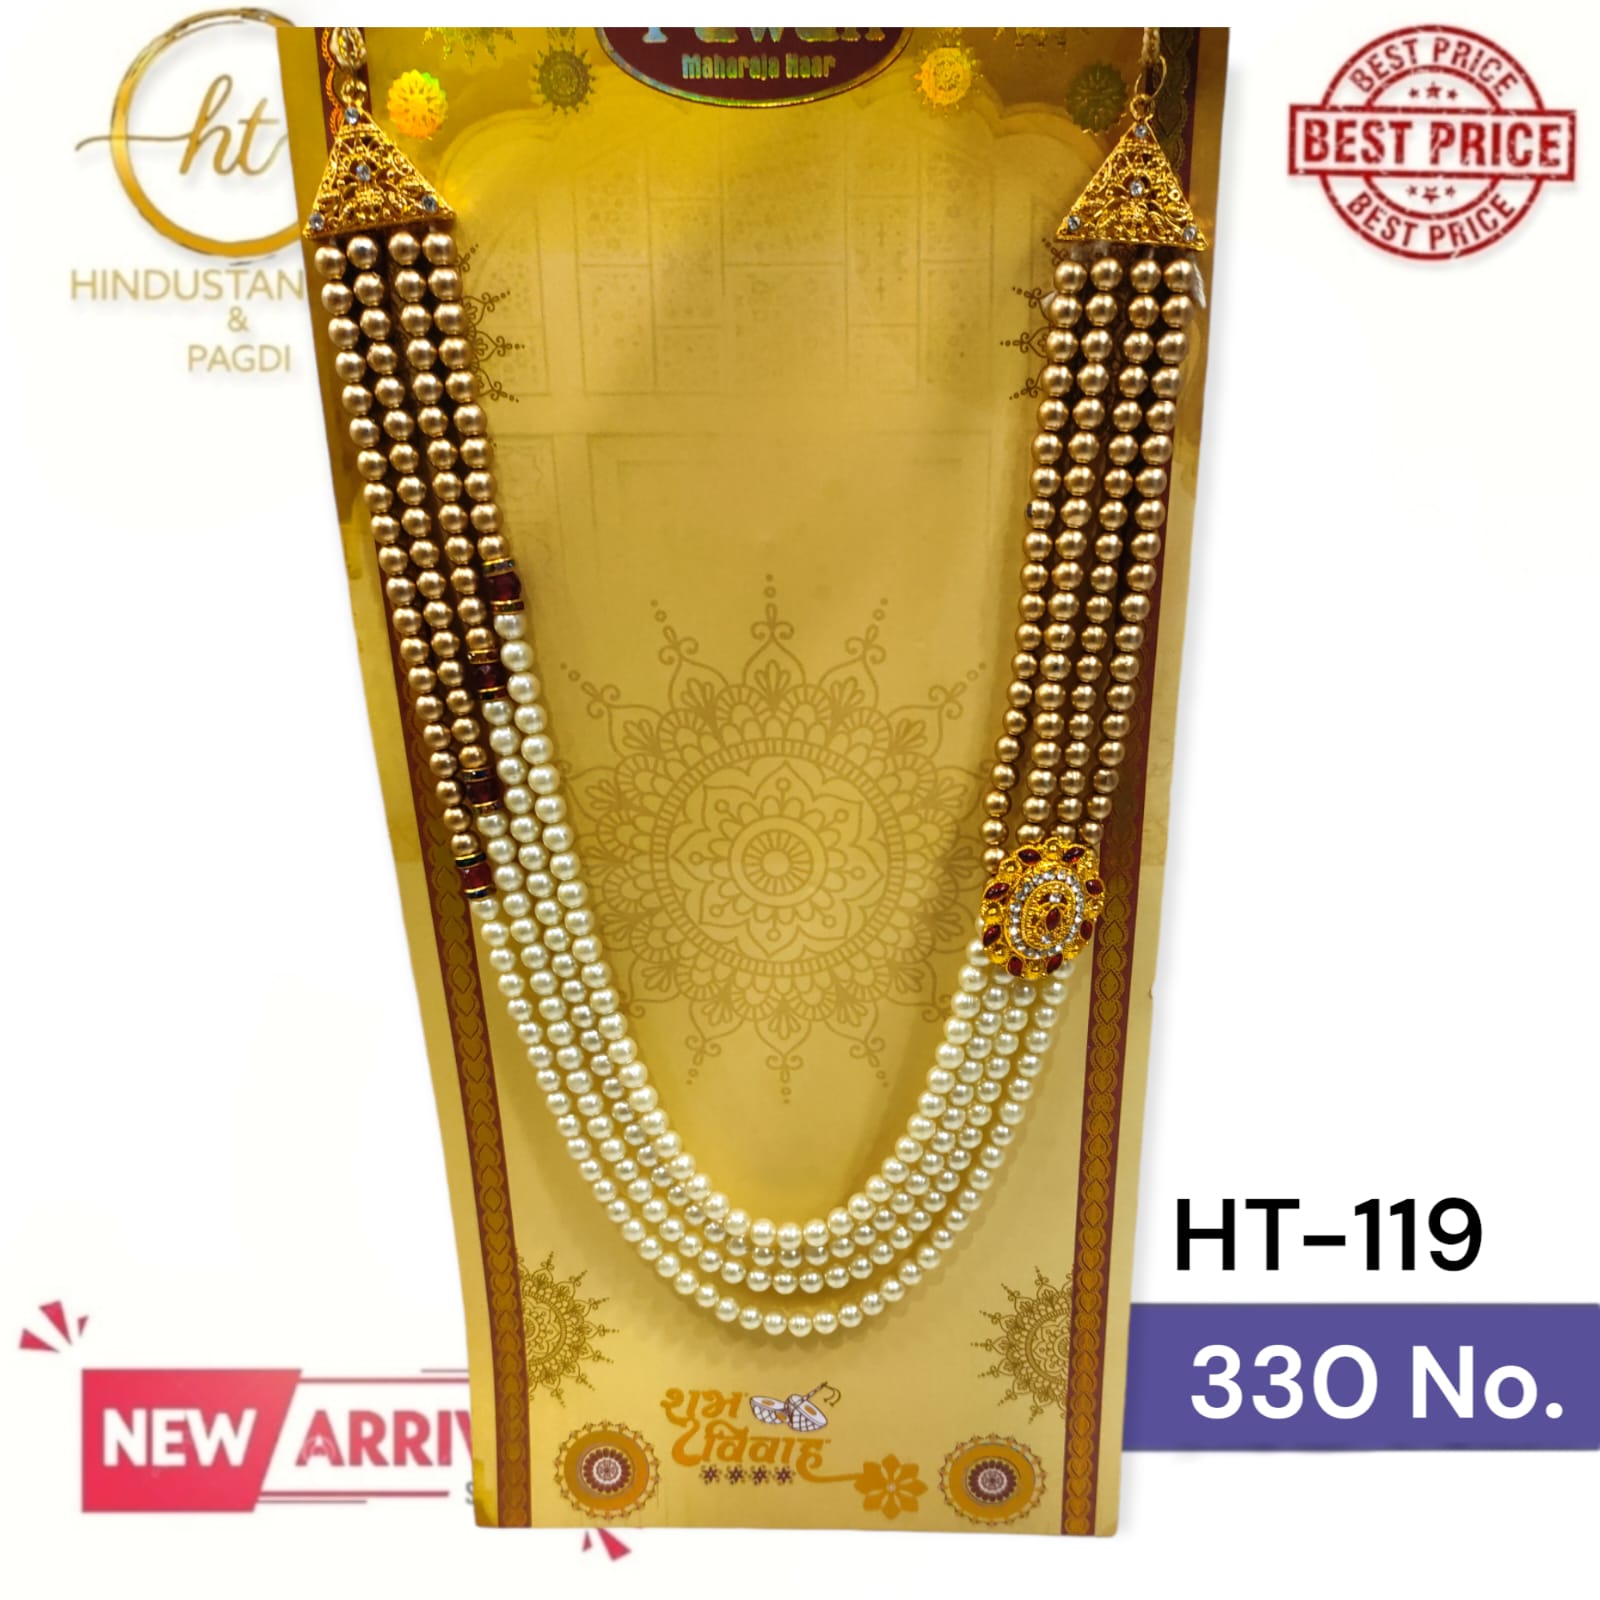 Maharaja Haar
ht
HINDUSTAN
&
PAGDI
BEST PRICE
BEST PRICE
BEST PRICE
HT-119
330 No.
NEW ARRIV
शुभ
विवाह